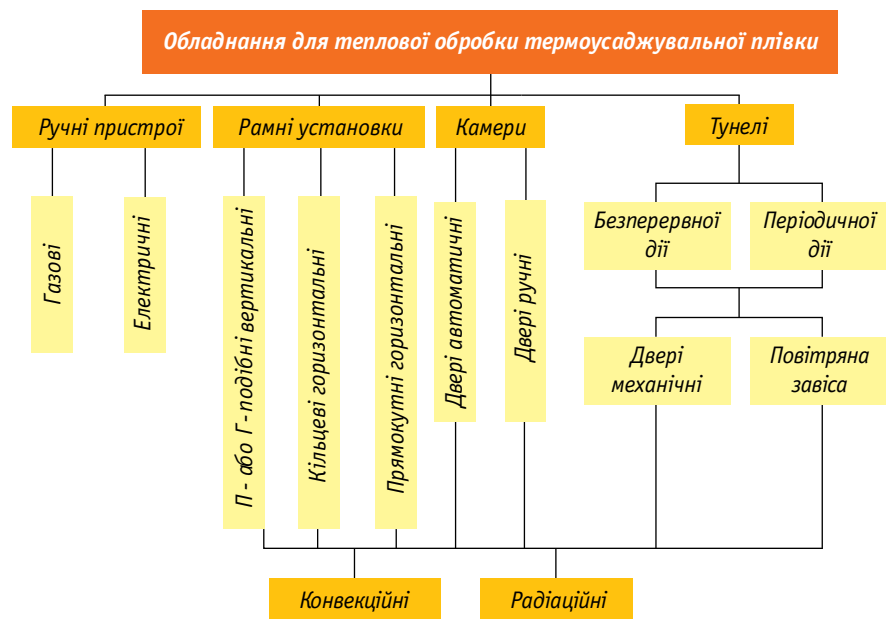 Обладнання для теплової обробки термоусаджувальної плівки
Ручні пристрої
Рамні установки
Камери
Тунелі
Газові
Електричні
П - або Г - подібні вертикальні
Кільцеві горизонтальні
Прямокутні горизонтальні
Двері автоматичні
Двері ручні
Безперервної
дії
Періодичної
дії
Двері
механічні
Повітряна
завіса
Конвекційні
Радіаційні